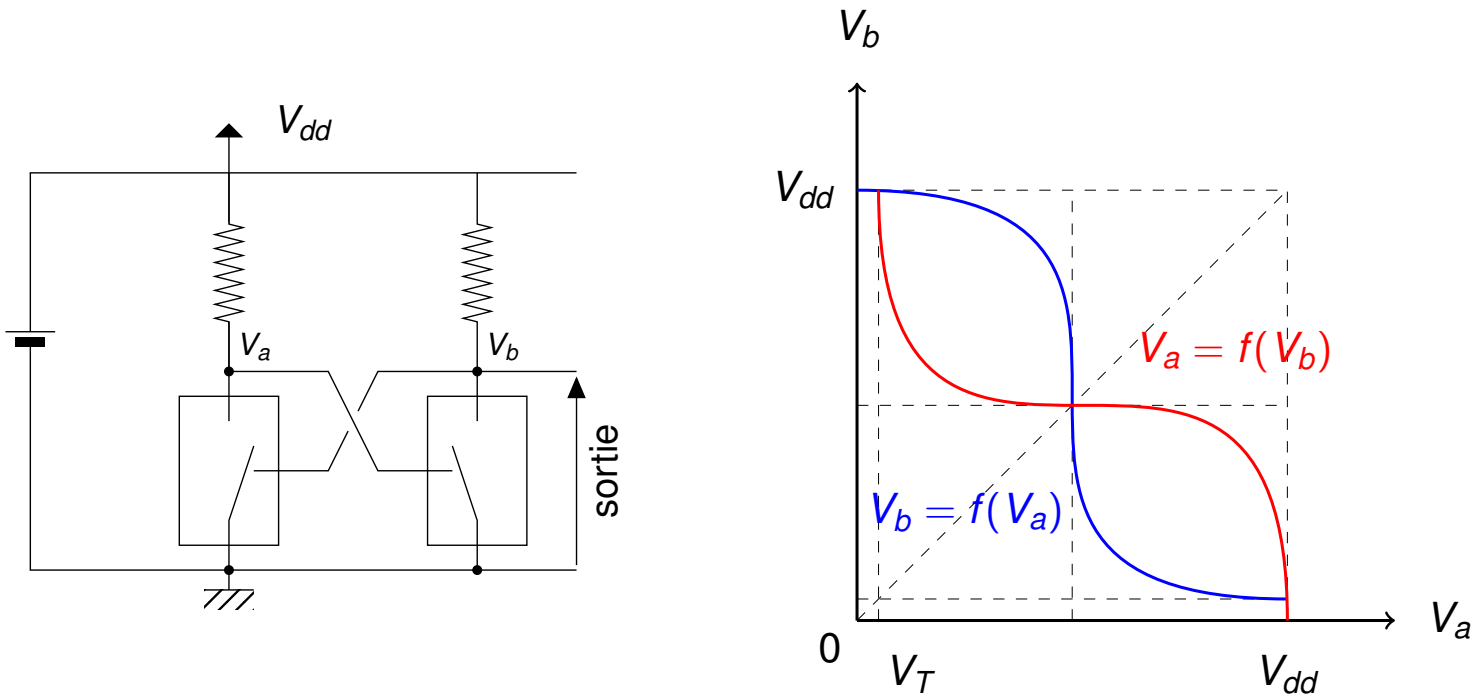 V_dd
V_a
V_b
sortie
V_b
V_dd
V_a = f(V_b)
V_b = f(V_a)
0
V_T
V_dd
V_a